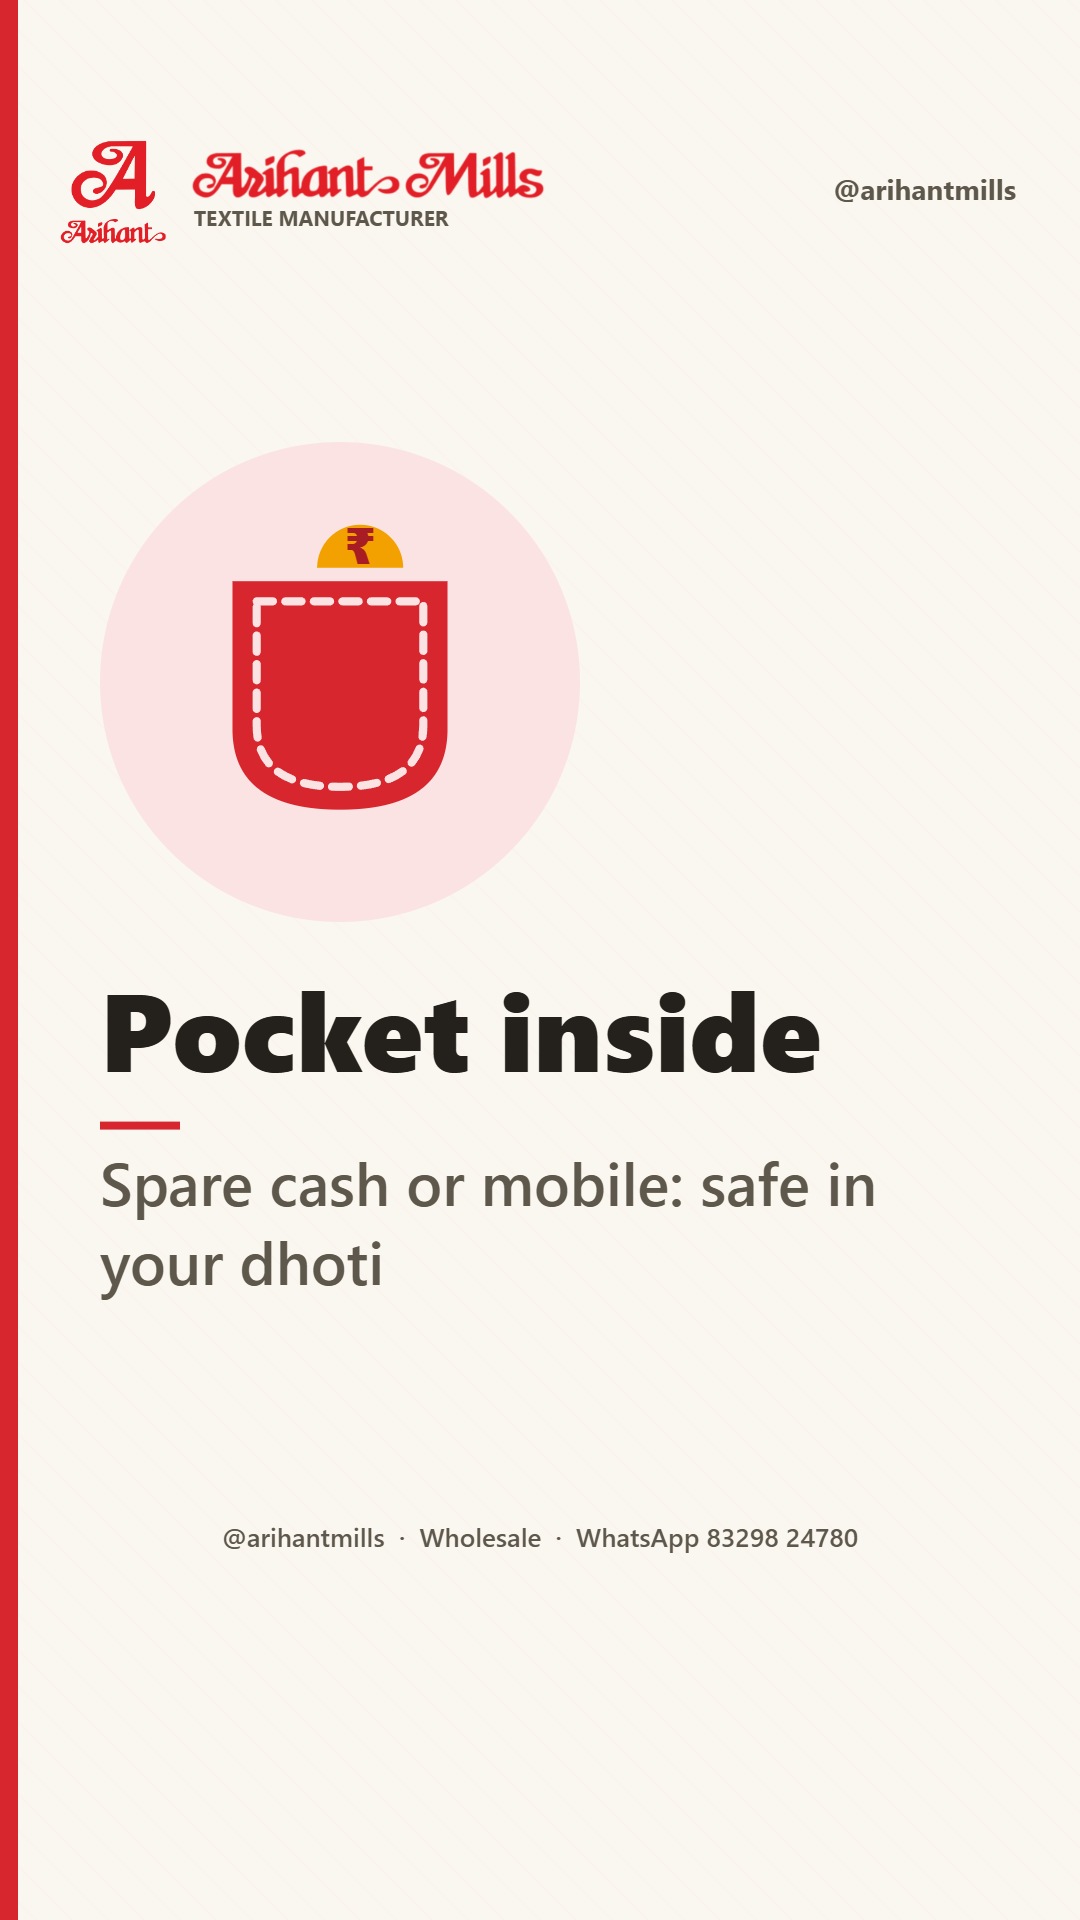 A
Arihant
Arihant Mills
TEXTILE MANUFACTURER
@arihantmills
₹
Pocket inside
Spare cash or mobile: safe in
your dhoti
@arihantmills · Wholesale · WhatsApp 83298 24780